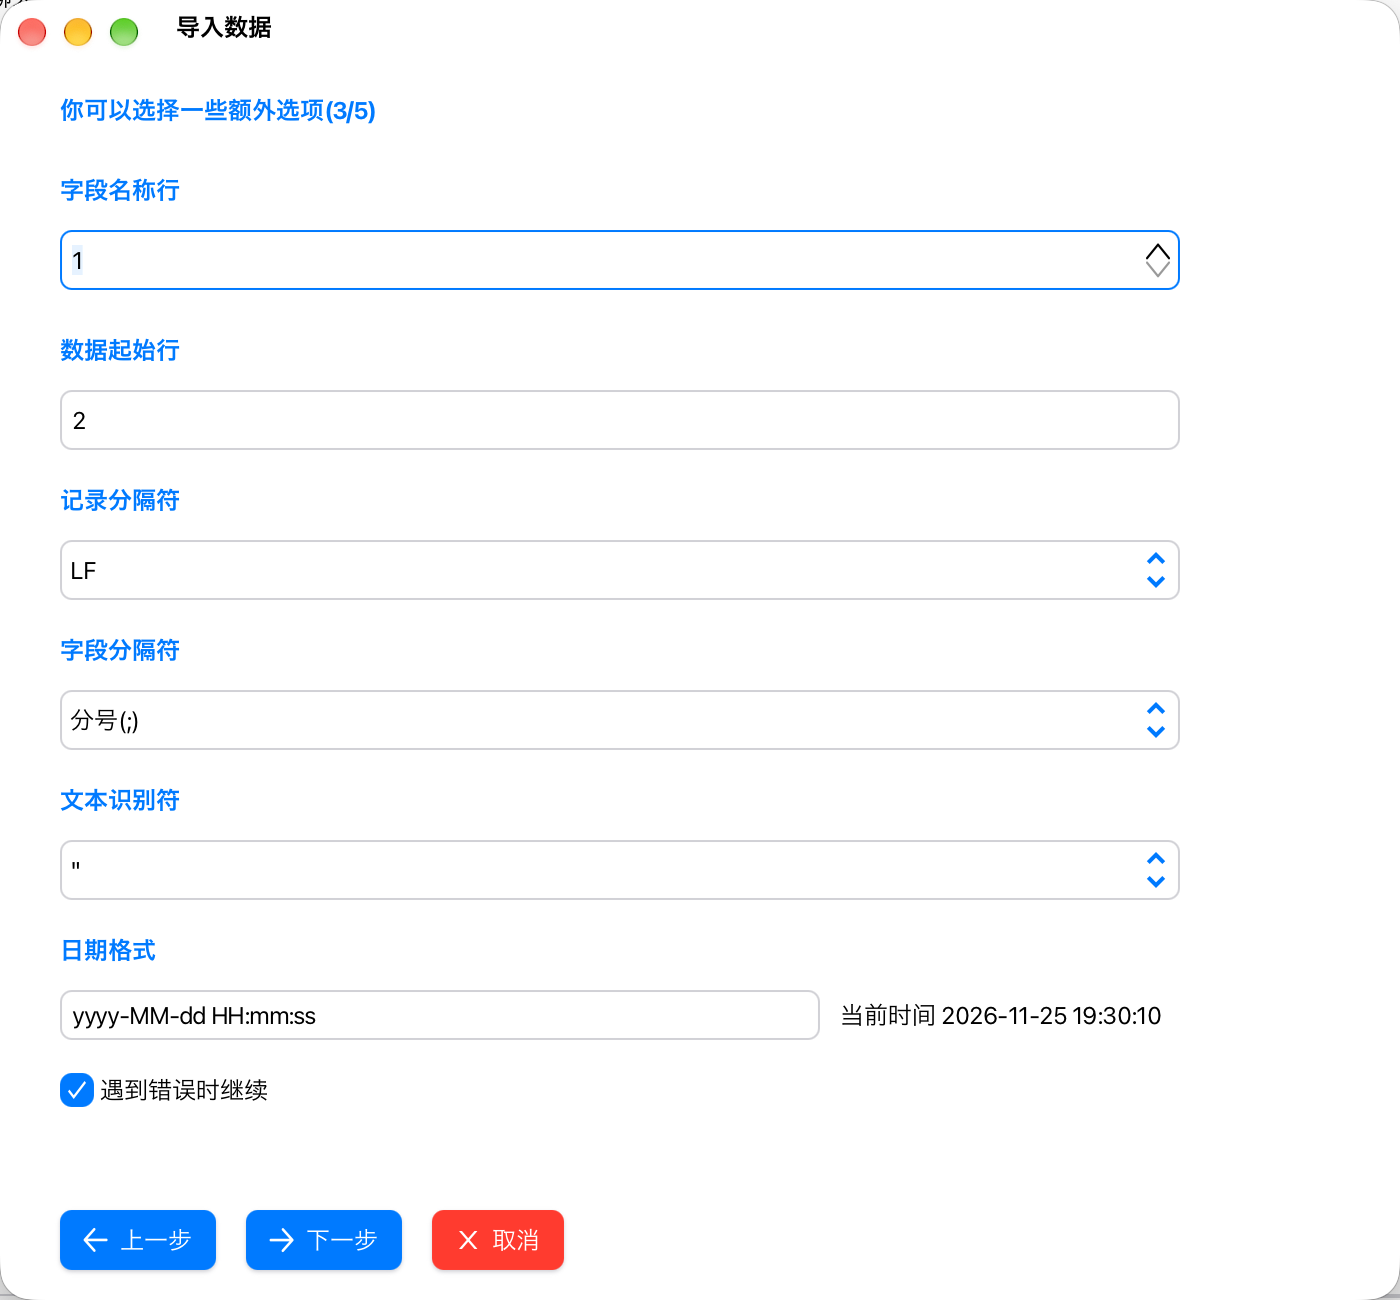 导入数据
你可以选择一些额外选项(3/5)
字段名称行
1
数据起始行
2
记录分隔符
LF
字段分隔符
分号(;)
文本识别符
"
日期格式
yyyy-MM-dd HH:mm:ss 当前时间 2026-11-25 19:30:10
遇到错误时继续
上一步 下一步 取消